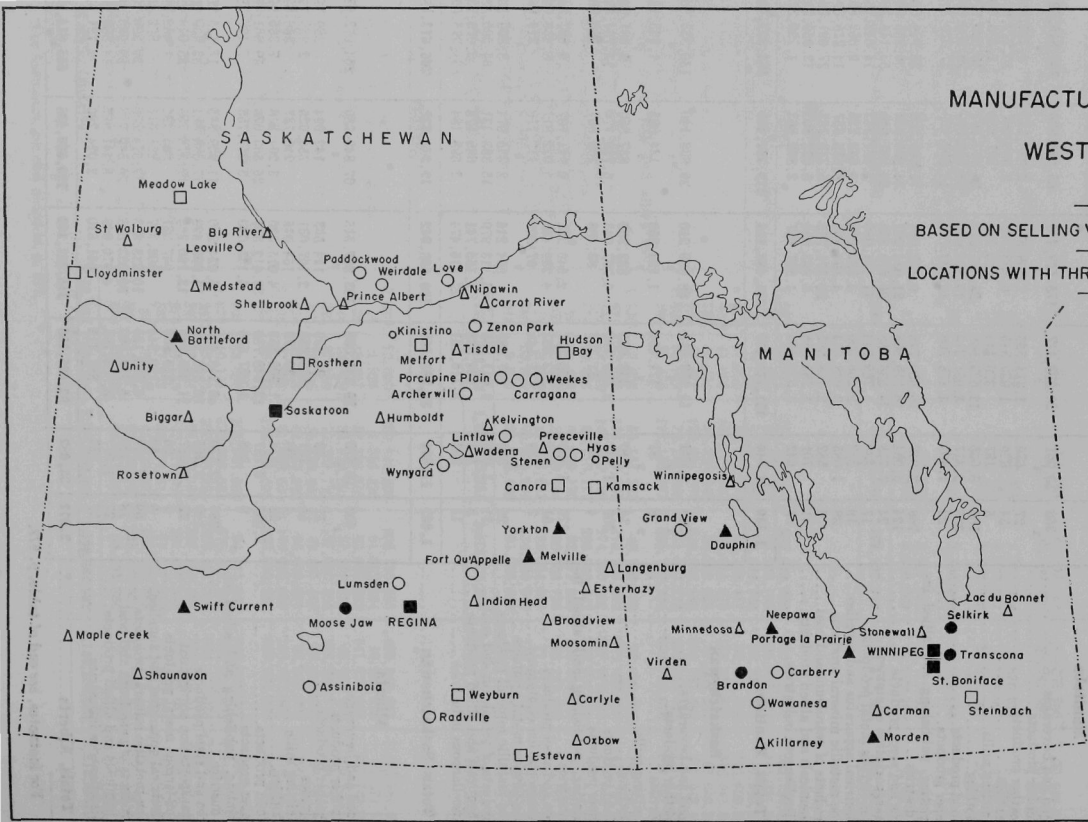 MANUFACTU
WEST
BASED ON SELLING V
LOCATIONS WITH THR
SASKATCHEWAN
MANITOBA
Meadow Lake
St Walburg
Big River
Leoville
Lloydminster
Medstead
Shellbrook
Prince Albert
Paddockwood
Weirdale
Love
Nipawin
Carrot River
North
Battleford
Kinistino
Zenon Park
Melfort
Tisdale
Hudson
Bay
Unity
Rosthern
Porcupine Plain
Weekes
Carragana
Archerwill
Biggar
Saskatoon
Humboldt
Kelvington
Lintlaw
Preeceville
Wadena
Hyas
Stenen
Pelly
Wynyard
Rosetown
Canora
Kamsack
Winnipegosis
Yorkton
Grand View
Dauphin
Melville
Fort Qu'Appelle
Langenburg
Lumsden
Esterhazy
Indian Head
Swift Current
Moose Jaw
REGINA
Broadview
Moosomin
Maple Creek
Shaunavon
Assiniboia
Weyburn
Radville
Carlyle
Oxbow
Estevan
Lac du Bonnet
Selkirk
Neepawa
Minnedosa
Portage la Prairie
Stonewall
WINNIPEG
Transcona
Virden
Brandon
Carberry
St. Boniface
Wawanesa
Carman
Steinbach
Killarney
Morden